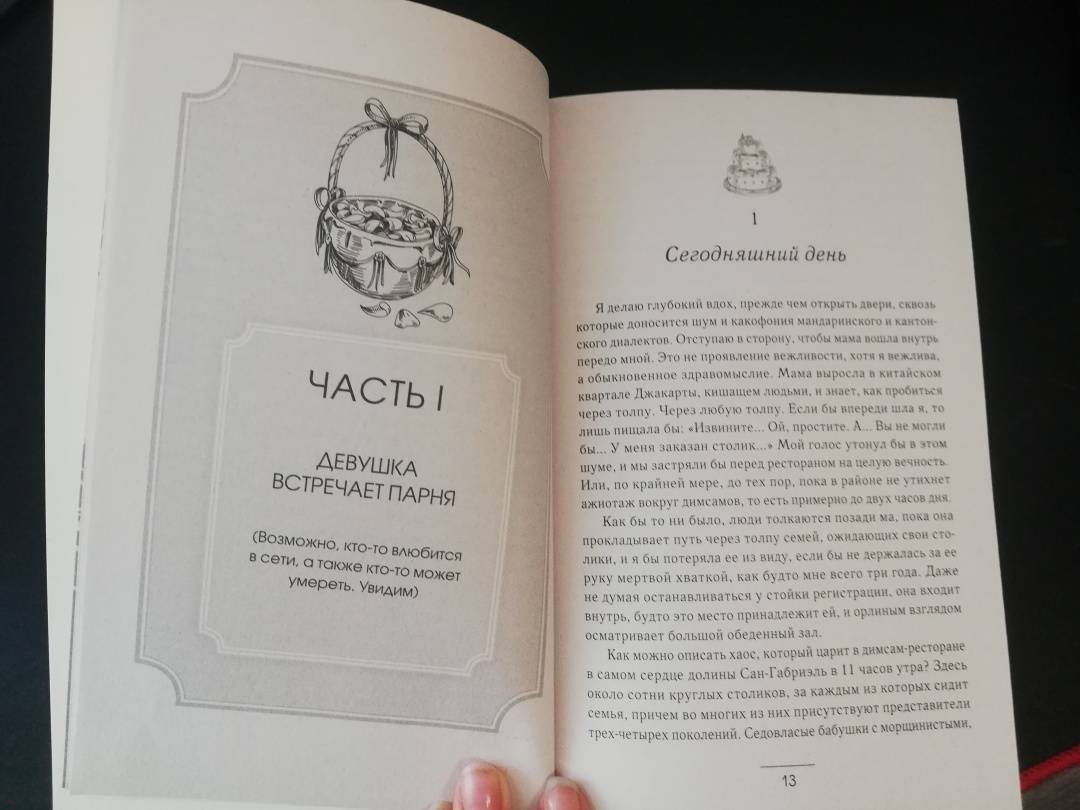 ЧАСТЬ I
ДЕВУШКА
ВСТРЕЧАЕТ ПАРНЯ
(Возможно, кто-то влюбится
в сети, а также кто-то может
умереть. Увидим)
1
Сегодняшний день
Я делаю глубокий вдох, прежде чем открыть двери, сквозь
которые доносится шум и какофония мандаринского и кантон-
ского диалектов. Отступаю в сторону, чтобы мама вошла внутрь
передо мной. Это не проявление вежливости, хотя я вежлива,
а обыкновенное здравомыслие. Мама выросла в китайском
квартале Джакарты, кишащем людьми, и знает, как пробиться
через толпу. Через любую толпу. Если бы впереди шла я, то
лишь пищала бы: «Извините... Ой, простите. А... Вы не могли
бы... У меня заказан столик...» Мой голос утонул бы в этом
шуме, и мы застряли бы перед рестораном на целую вечность.
Или, по крайней мере, до тех пор, пока в районе не утихнет
ажиотаж вокруг димсамов, то есть примерно до двух часов дня.
Как бы то ни было, люди толкаются позади ма, пока она
прокладывает путь через толпу семей, ожидающих свои сто-
лики, и я бы потеряла ее из виду, если бы не держалась за ее
руку мертвой хваткой, как будто мне всего три года. Даже
не думая останавливаться у стойки регистрации, она входит
внутрь, будто это место принадлежит ей, и орлиным взглядом
осматривает большой обеденный зал.
Как можно описать хаос, который царит в димсам-ресторане
в самом сердце долины Сан-Габриэль в 11 часов утра? Здесь
около сотни круглых столиков, за каждым из которых сидит
семья, причем во многих из них присутствуют представители
трех-четырех поколений. Седовласые бабушки с морщинистыми,
13